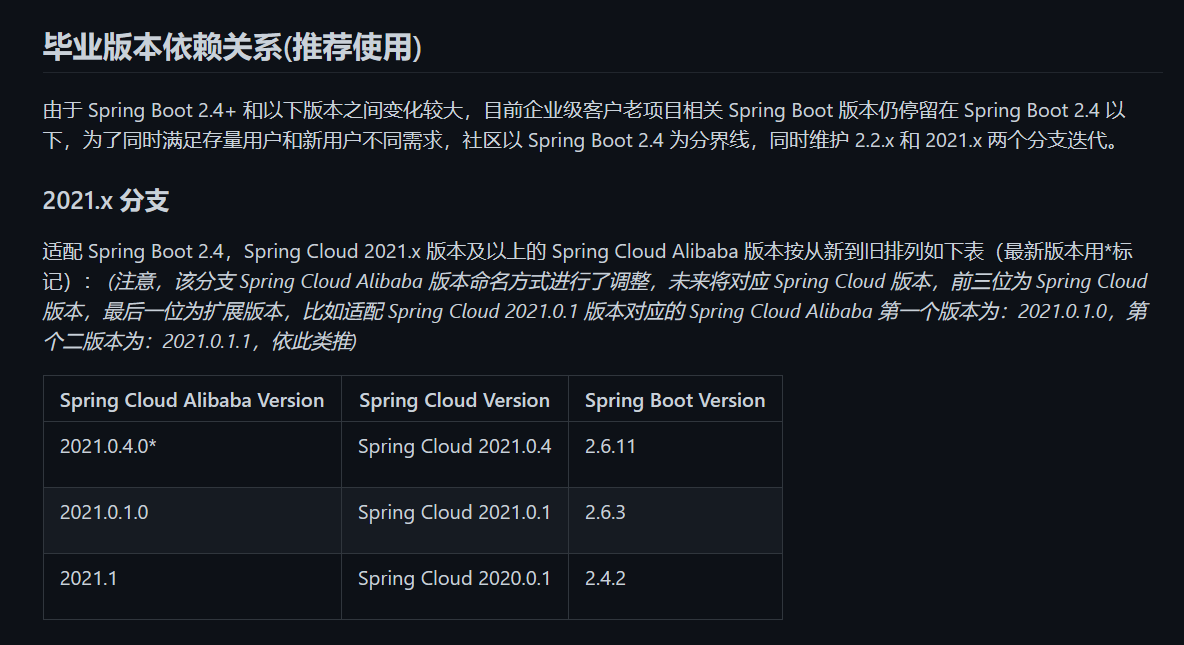 毕业版本依赖关系(推荐使用)
由于 Spring Boot 2.4+ 和以下版本之间变化较大，目前企业级客户老项目相关 Spring Boot 版本仍停留在 Spring Boot 2.4 以
下，为了同时满足存量用户和新用户不同需求，社区以 Spring Boot 2.4 为分界线，同时维护 2.2.x 和 2021.x 两个分支迭代。
2021.x 分支
适配 Spring Boot 2.4，Spring Cloud 2021.x 版本及以上的 Spring Cloud Alibaba 版本按从新到旧排列如下表（最新版本用*标
记）： (注意，该分支 Spring Cloud Alibaba 版本命名方式进行了调整，未来将对应 Spring Cloud 版本，前三位为 Spring Cloud
版本，最后一位为扩展版本，比如适配 Spring Cloud 2021.0.1 版本对应的 Spring Cloud Alibaba 第一个版本为：2021.0.1.0，第
个二版本为：2021.0.1.1，依此类推)
Spring Cloud Alibaba Version Spring Cloud Version Spring Boot Version
2021.0.4.0* Spring Cloud 2021.0.4 2.6.11
2021.0.1.0 Spring Cloud 2021.0.1 2.6.3
2021.1 Spring Cloud 2020.0.1 2.4.2